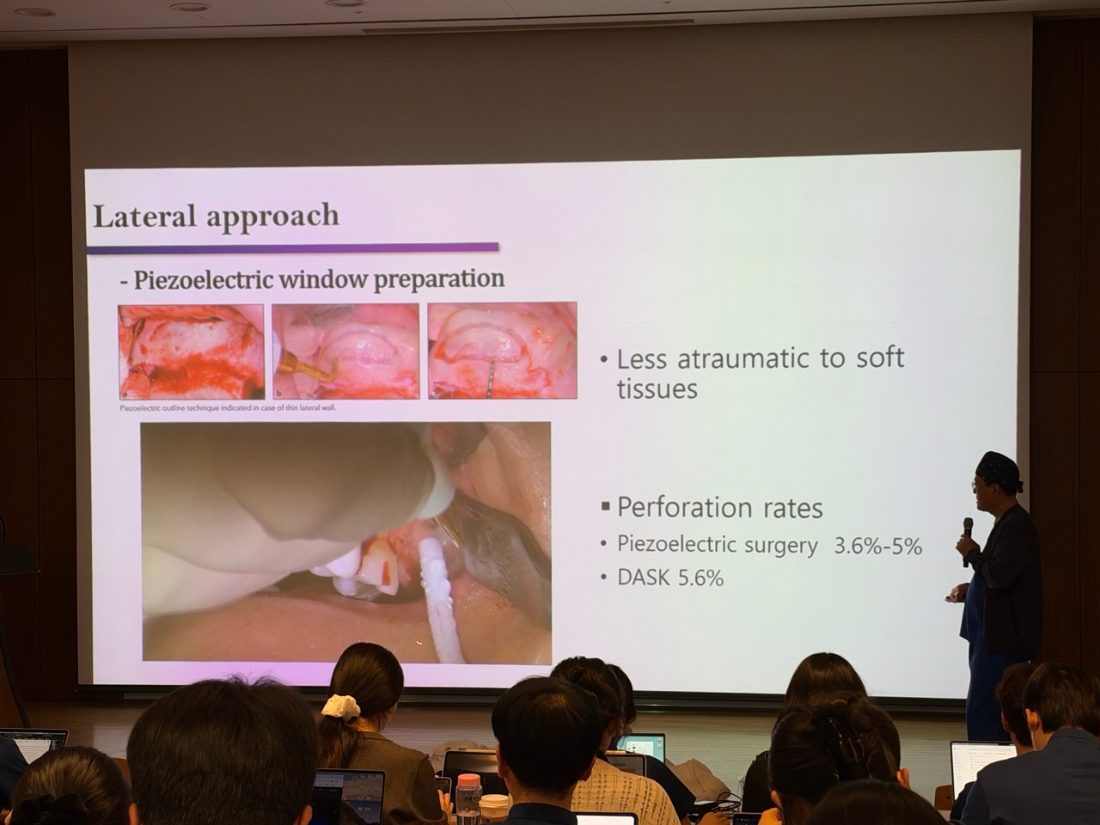 Lateral approach
- Piezoelectric window preparation
a
b
Piezoelectric outline technique indicated in case of thin lateral wall.
• Less atraumatic to soft
tissues
▪ Perforation rates
• Piezoelectric surgery 3.6%-5%
• DASK 5.6%